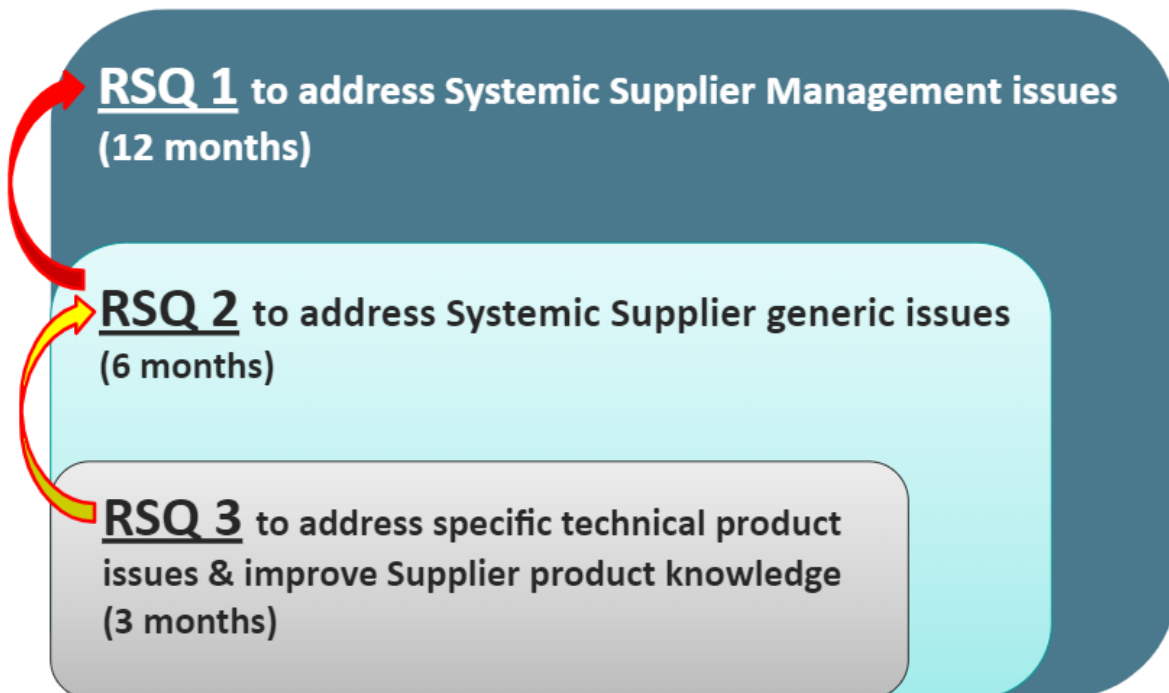 RSQ 1 to address Systemic Supplier Management issues
(12 months)
RSQ 2 to address Systemic Supplier generic issues
(6 months)
RSQ 3 to address specific technical product
issues & improve Supplier product knowledge
(3 months)